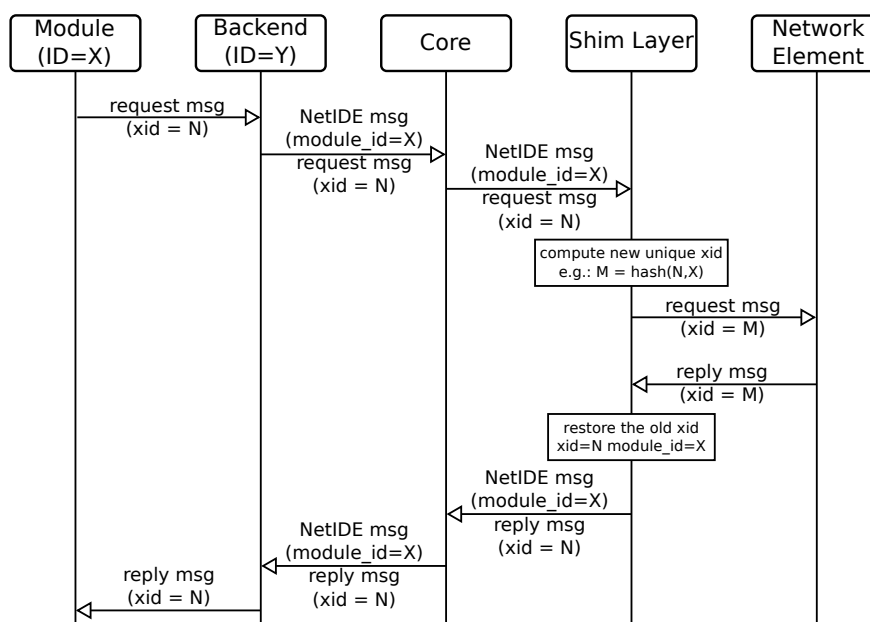 Module
(ID=X)
Backend
(ID=Y)
Core
Shim Layer
Network
Element
request msg
(xid = N)
NetIDE msg
(module_id=X)
request msg
(xid = N)
NetIDE msg
(module_id=X)
request msg
(xid = N)
compute new unique xid
e.g.: M = hash(N,X)
request msg
(xid = M)
reply msg
(xid = M)
restore the old xid
xid=N module_id=X
NetIDE msg
(module_id=X)
reply msg
(xid = N)
NetIDE msg
(module_id=X)
reply msg
(xid = N)
reply msg
(xid = N)